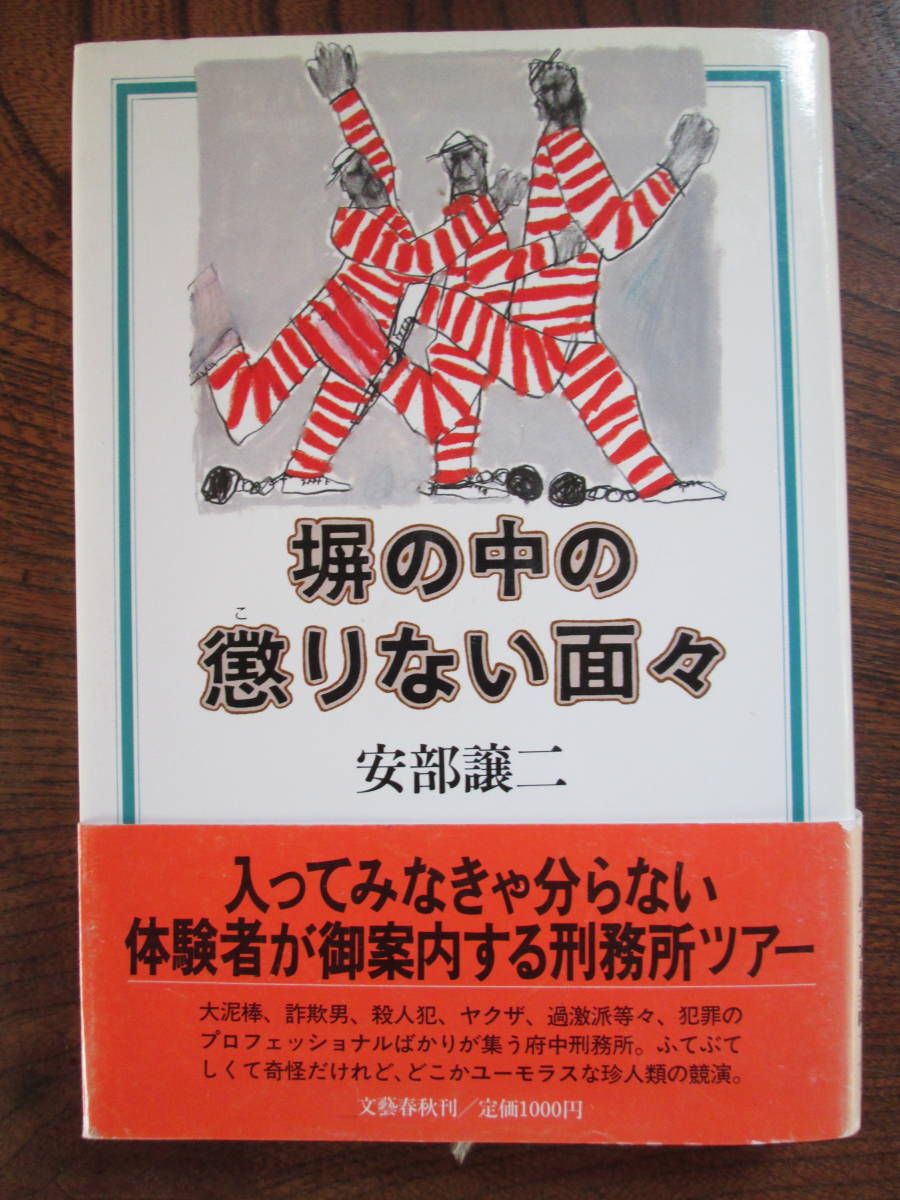 塀の中の
こ
懲りない面々
安部譲二
入ってみなきゃ分らない
体験者が御案内する刑務所ツアー
大泥棒、詐欺男、殺人犯、ヤクザ、過激派等々、犯罪の
プロフェッショナルばかりが集う府中刑務所。ふてぶて
しくて奇怪だけれど、どこかユーモラスな珍人類の競演。
文藝春秋刊／定価1000円